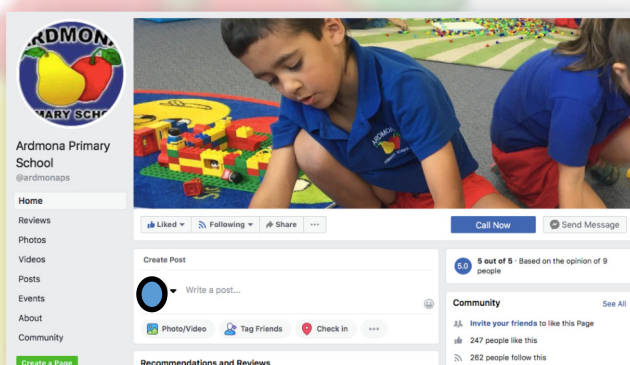 ARDMONA
PRIMARY SCHOOL
Ardmona Primary
School
@ardmonaps
Home
Reviews
Photos
Videos
Posts
Events
About
Community
Create a Page
ARDMONA
Liked
Following
Share
...
Call Now
Send Message
Create Post
Write a post...
Photo/Video
Tag Friends
Check in
...
Recommendations and Reviews
5.0
5 out of 5 · Based on the opinion of 9
people
Community
See All
Invite your friends to like this Page
247 people like this
262 people follow this